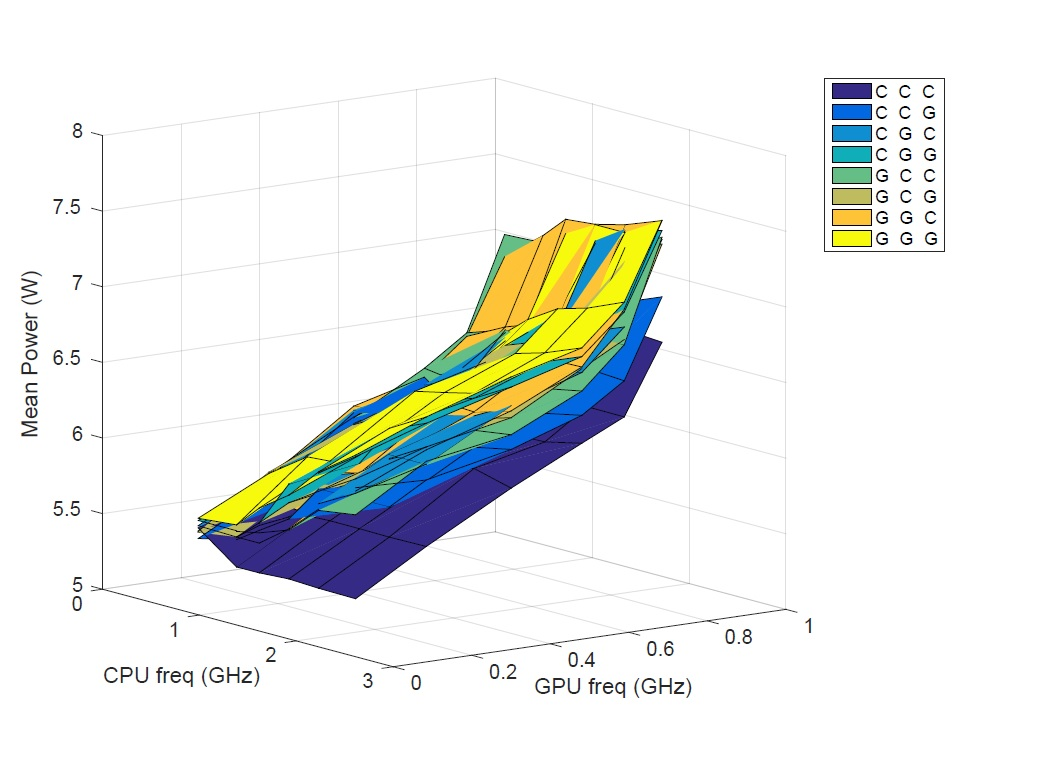 8
7.5
7
6.5
6
5.5
5
Mean Power (W)
0
1
2
3
CPU freq (GHz)
0
0.2
0.4
0.6
0.8
1
GPU freq (GHz)
C C C
C C G
C G C
C G G
G C C
G C G
G G C
G G G